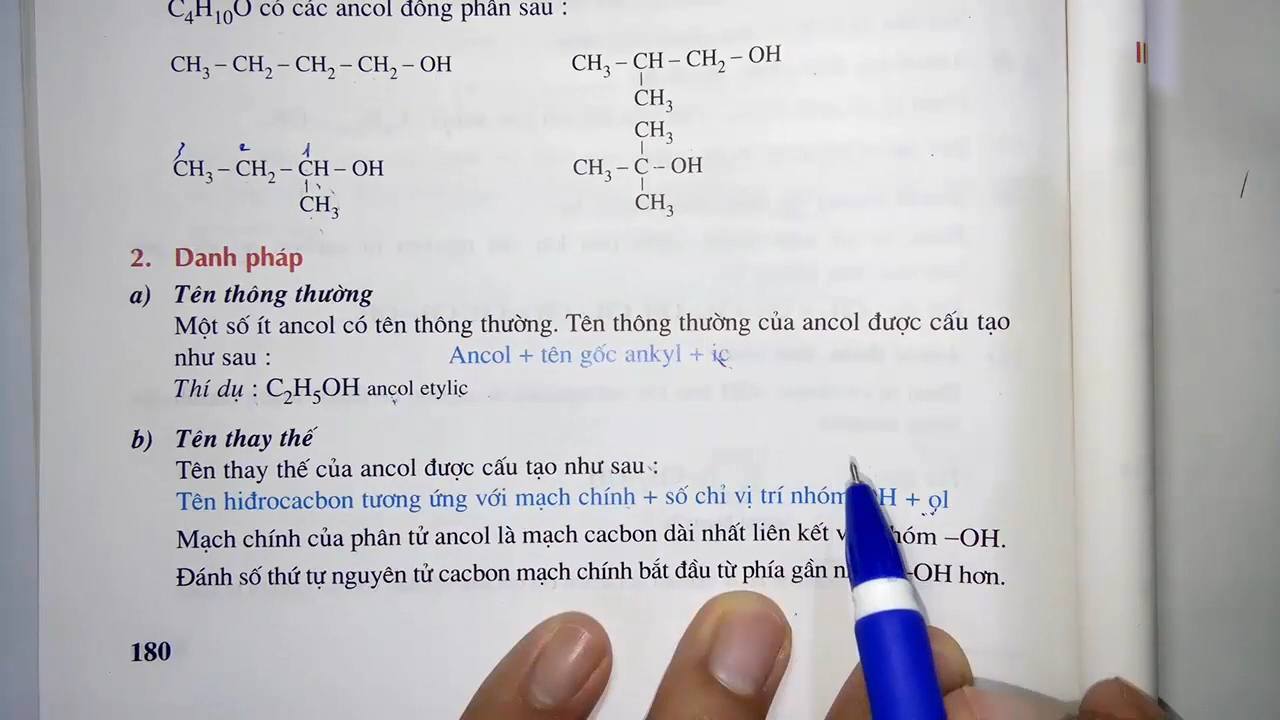 C₄H₁₀O có các ancol đồng phân sau :
CH₃ – CH₂ – CH₂ – CH₂ – OH
CH₃ – CH – CH₂ – OH
CH₃
3 2 1
CH₃ – CH₂ – CH – OH
CH₃
CH₃
CH₃ – C – OH
CH₃
2. Danh pháp
a) Tên thông thường
Một số ít ancol có tên thông thường. Tên thông thường của ancol được cấu tạo
như sau : Ancol + tên gốc ankyl + ic
Thí dụ : C₂H₅OH ancol etylic
b) Tên thay thế
Tên thay thế của ancol được cấu tạo như sau :
Tên hiđrocacbon tương ứng với mạch chính + số chỉ vị trí nhóm H + ol
Mạch chính của phân tử ancol là mạch cacbon dài nhất liên kết –OH.
Đánh số thứ tự nguyên tử cacbon mạch chính bắt đầu từ phía gần –OH hơn.
180